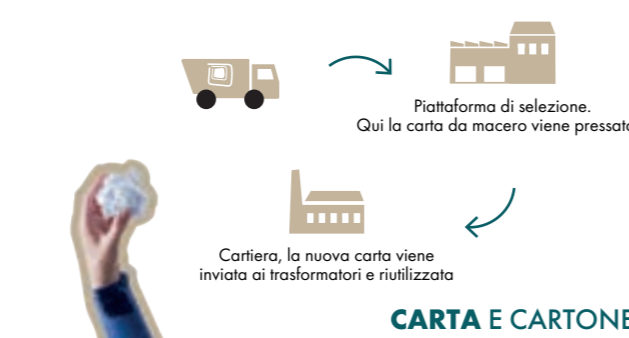 Piattaforma di selezione.
Qui la carta da macero viene pressata
Cartiera, la nuova carta viene
inviata ai trasformatori e riutilizzata
CARTA E CARTONE